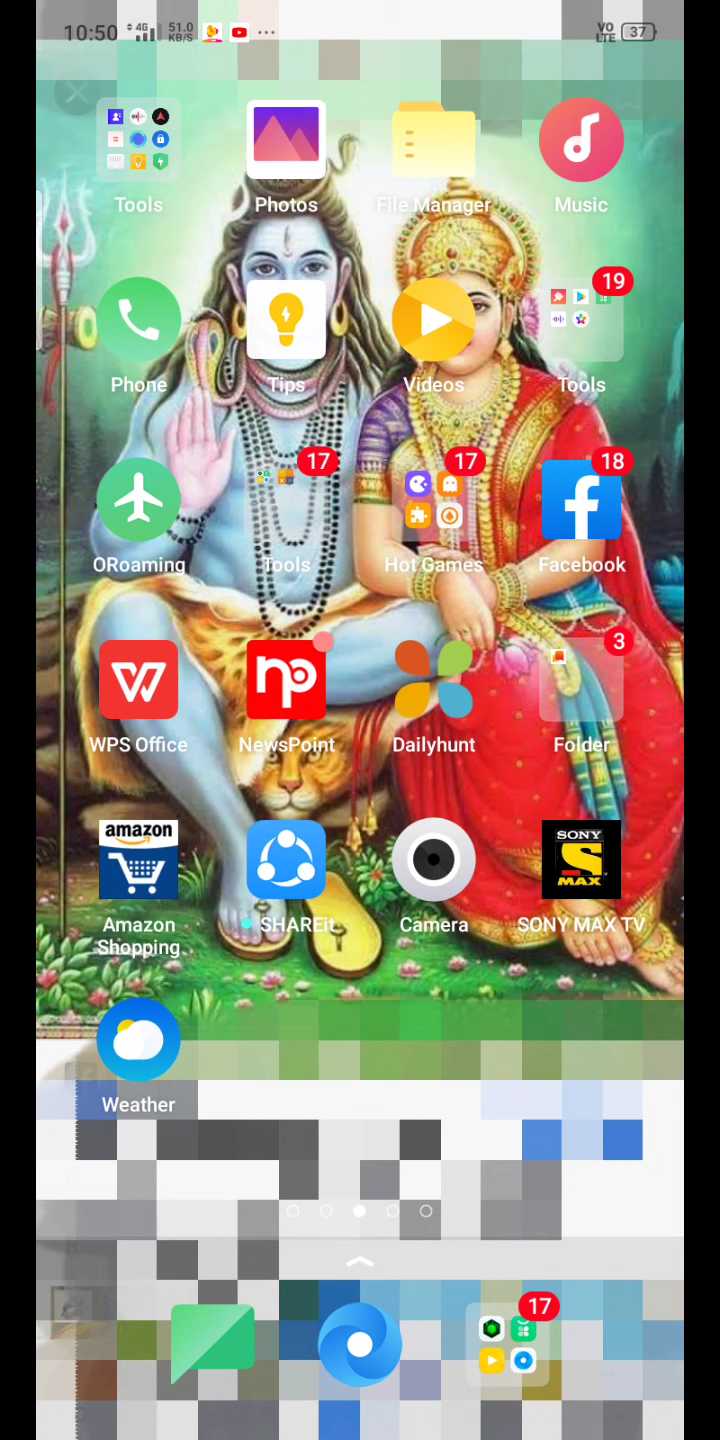 10:50 4G 51.0 KB/S VO LTE 37
Tools Photos File Manager Music
19
Phone Tips Videos Tools
17 17 18
ORoaming Tools Hot Games Facebook
np 3
WPS Office NewsPoint Dailyhunt Folder
amazon SONY
S
MAX
Amazon Shopping SHAREit Camera SONY MAX TV
Weather
17